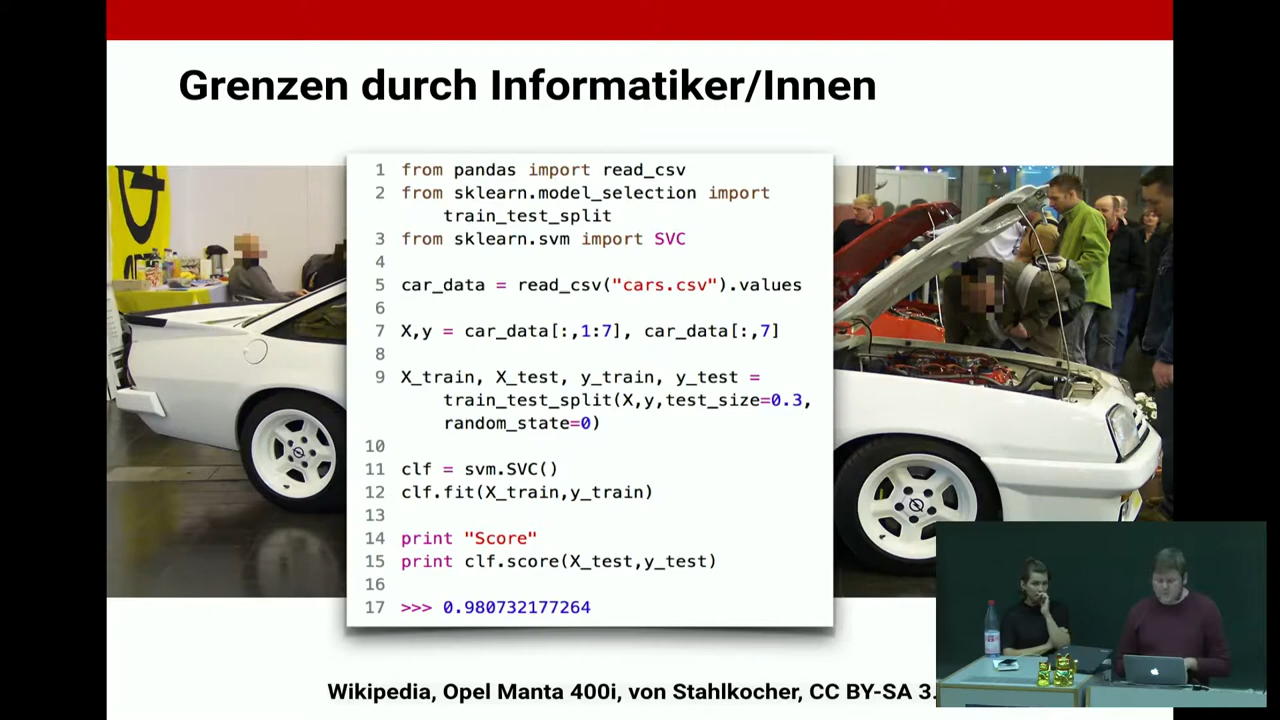 Grenzen durch Informatiker/Innen
1 from pandas import read_csv
2 from sklearn.model_selection import
train_test_split
3 from sklearn.svm import SVC
4
5 car_data = read_csv("cars.csv").values
6
7 X,y = car_data[:,1:7], car_data[:,7]
8
9 X_train, X_test, y_train, y_test =
train_test_split(X,y,test_size=0.3,
random_state=0)
10
11 clf = svm.SVC()
12 clf.fit(X_train,y_train)
13
14 print "Score"
15 print clf.score(X_test,y_test)
16
17 >>> 0.980732177264
Wikipedia, Opel Manta 400i, von Stahlkocher, CC BY-SA 3.